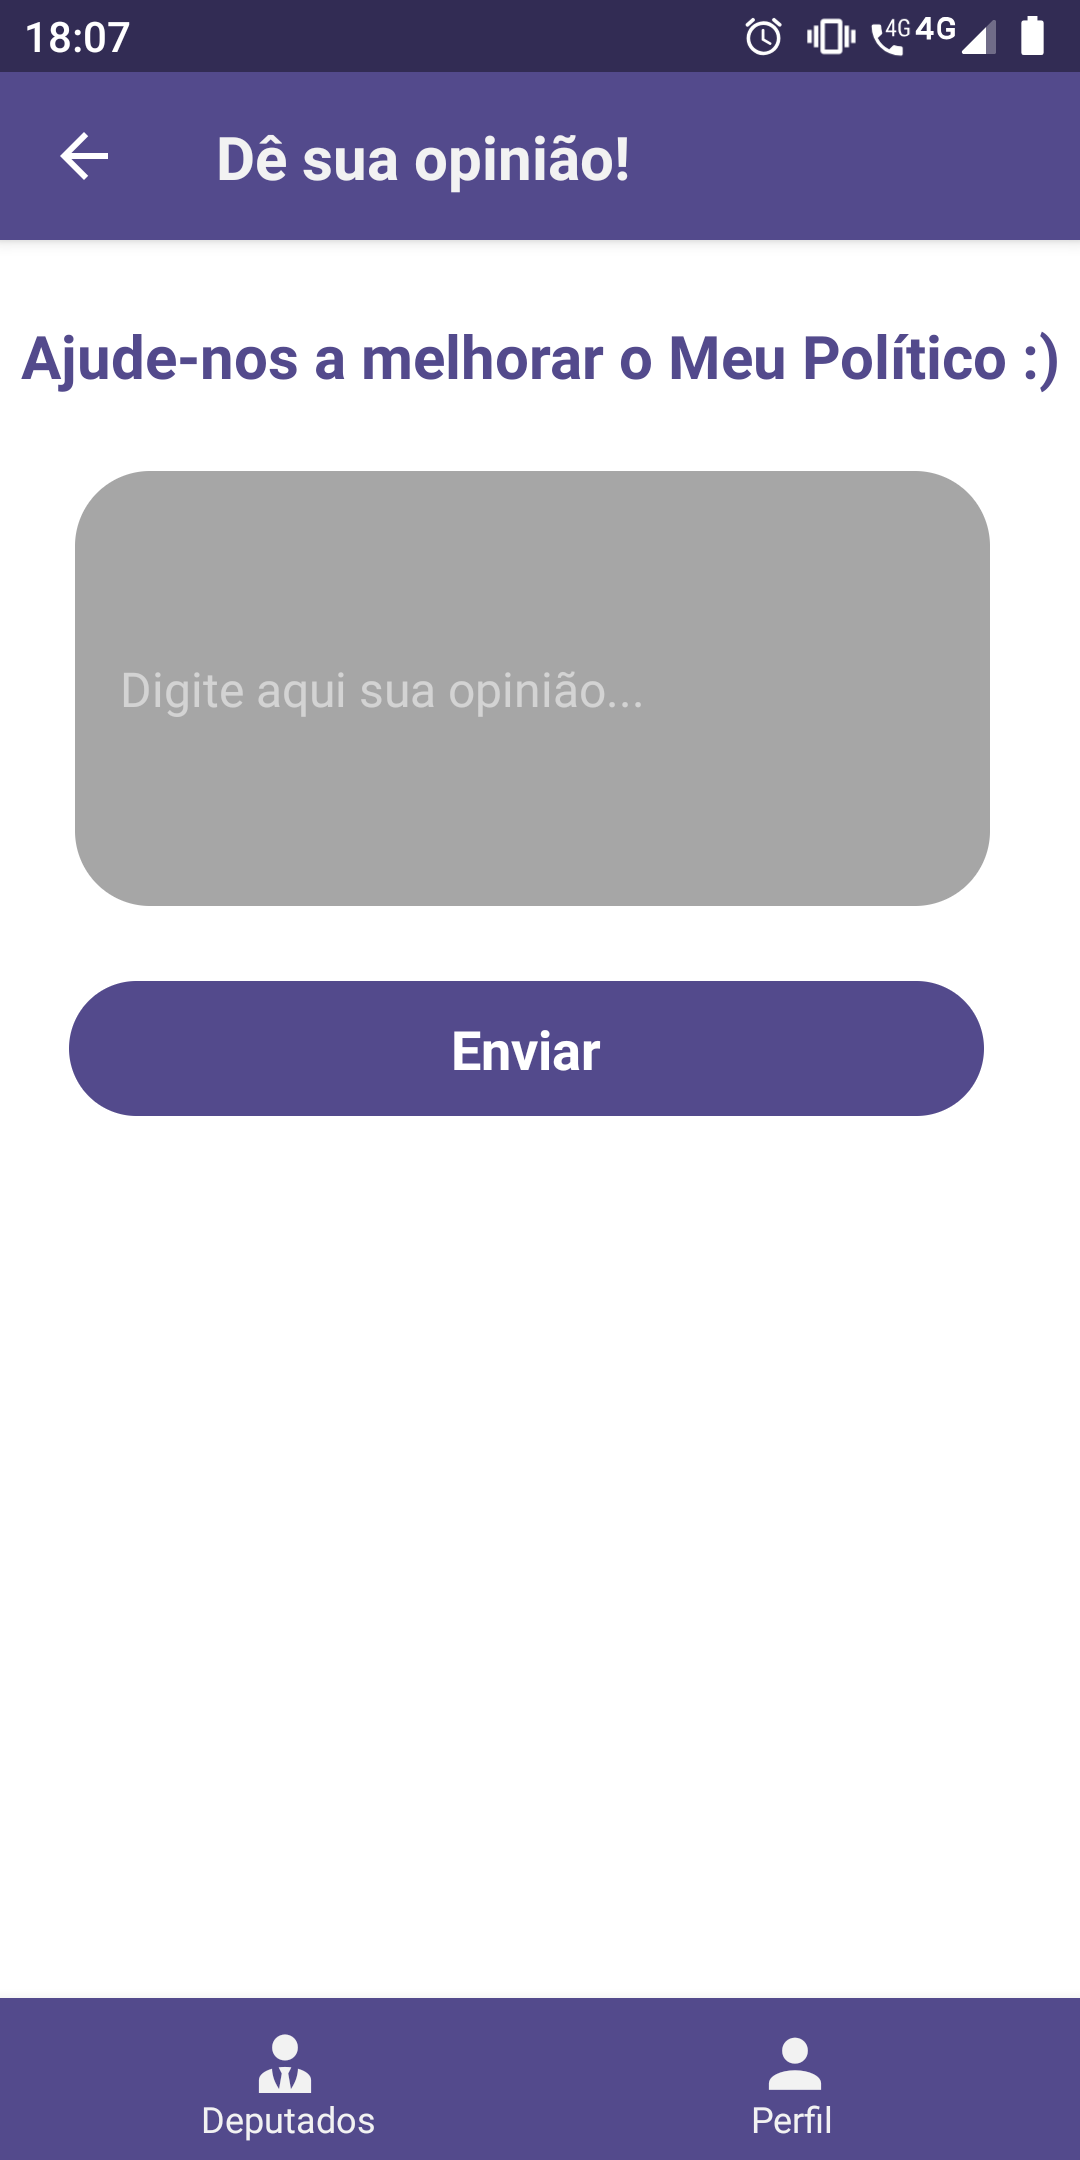 18:07
4G 4G
Dê sua opinião!
Ajude-nos a melhorar o Meu Político :)
Digite aqui sua opinião...
Enviar
Deputados
Perfil